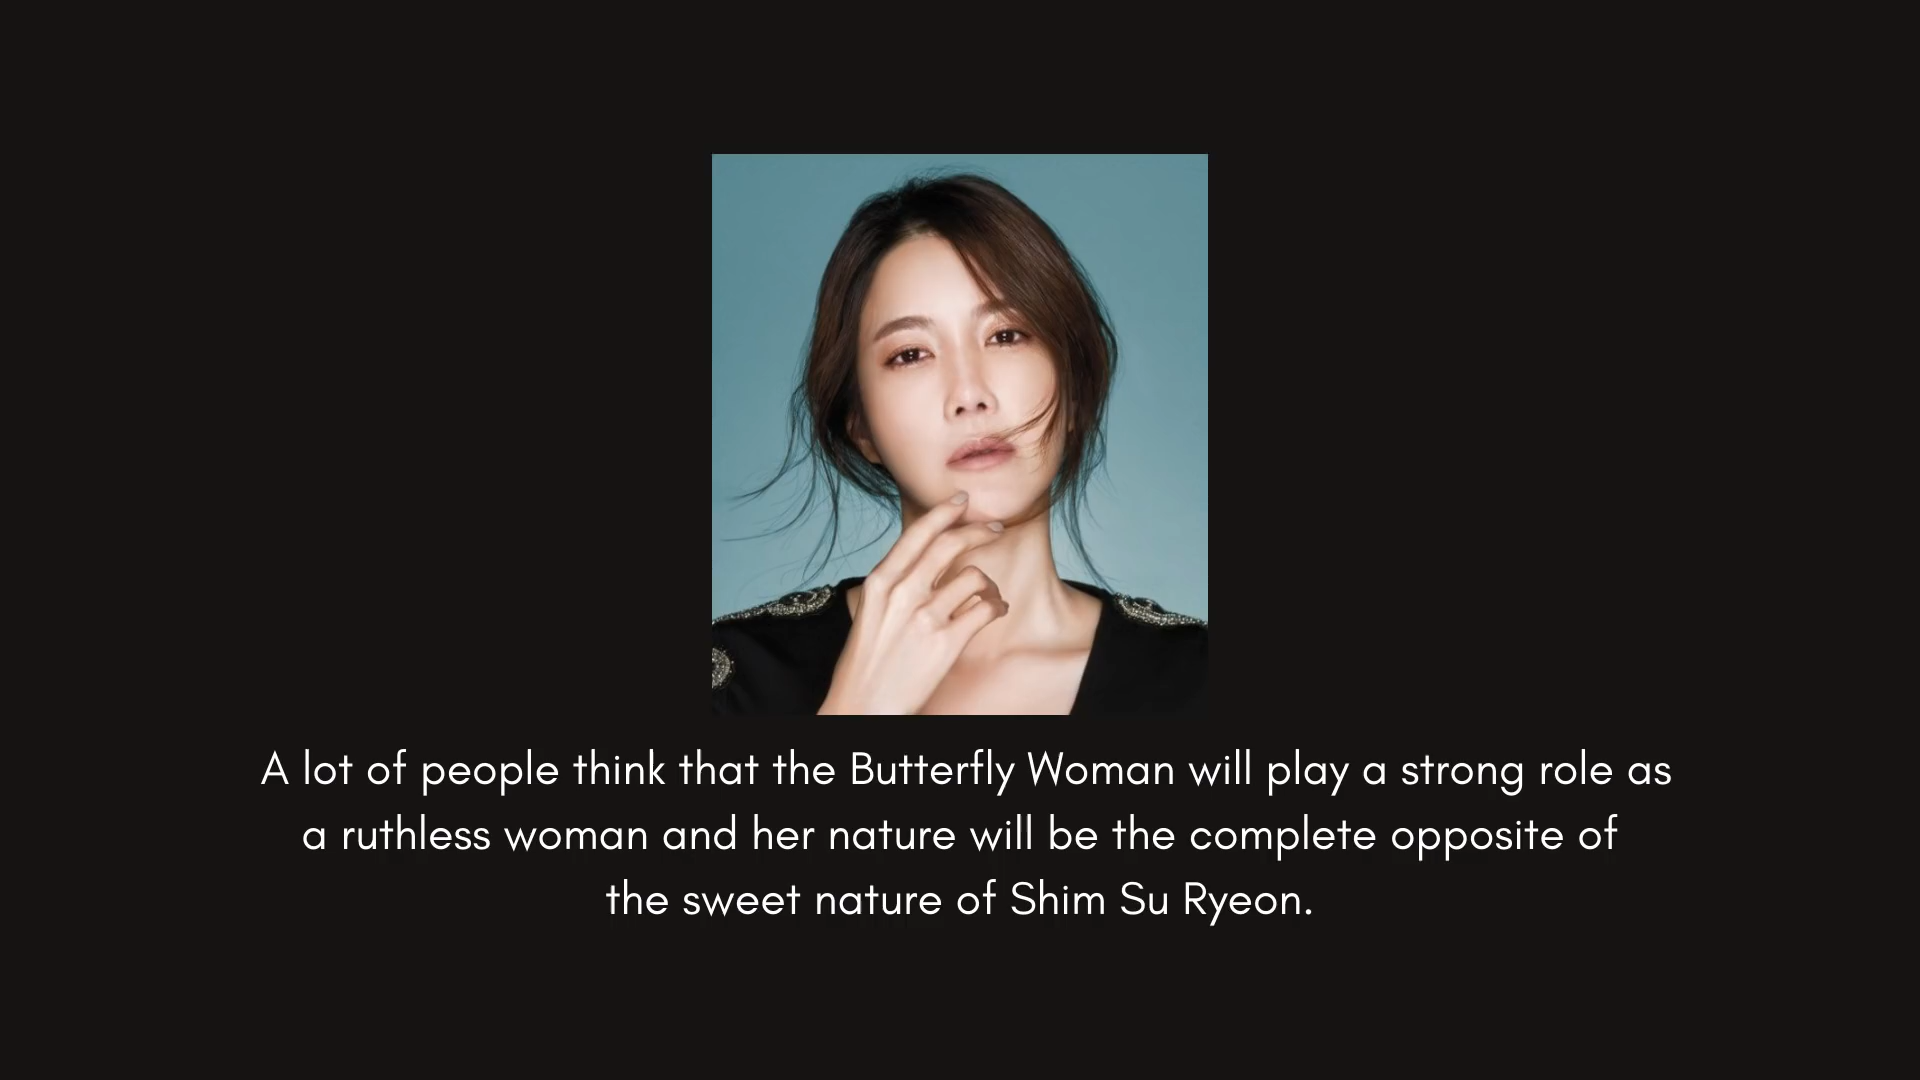 A lot of people think that the Butterfly Woman will play a strong role as
a ruthless woman and her nature will be the complete opposite of
the sweet nature of Shim Su Ryeon.